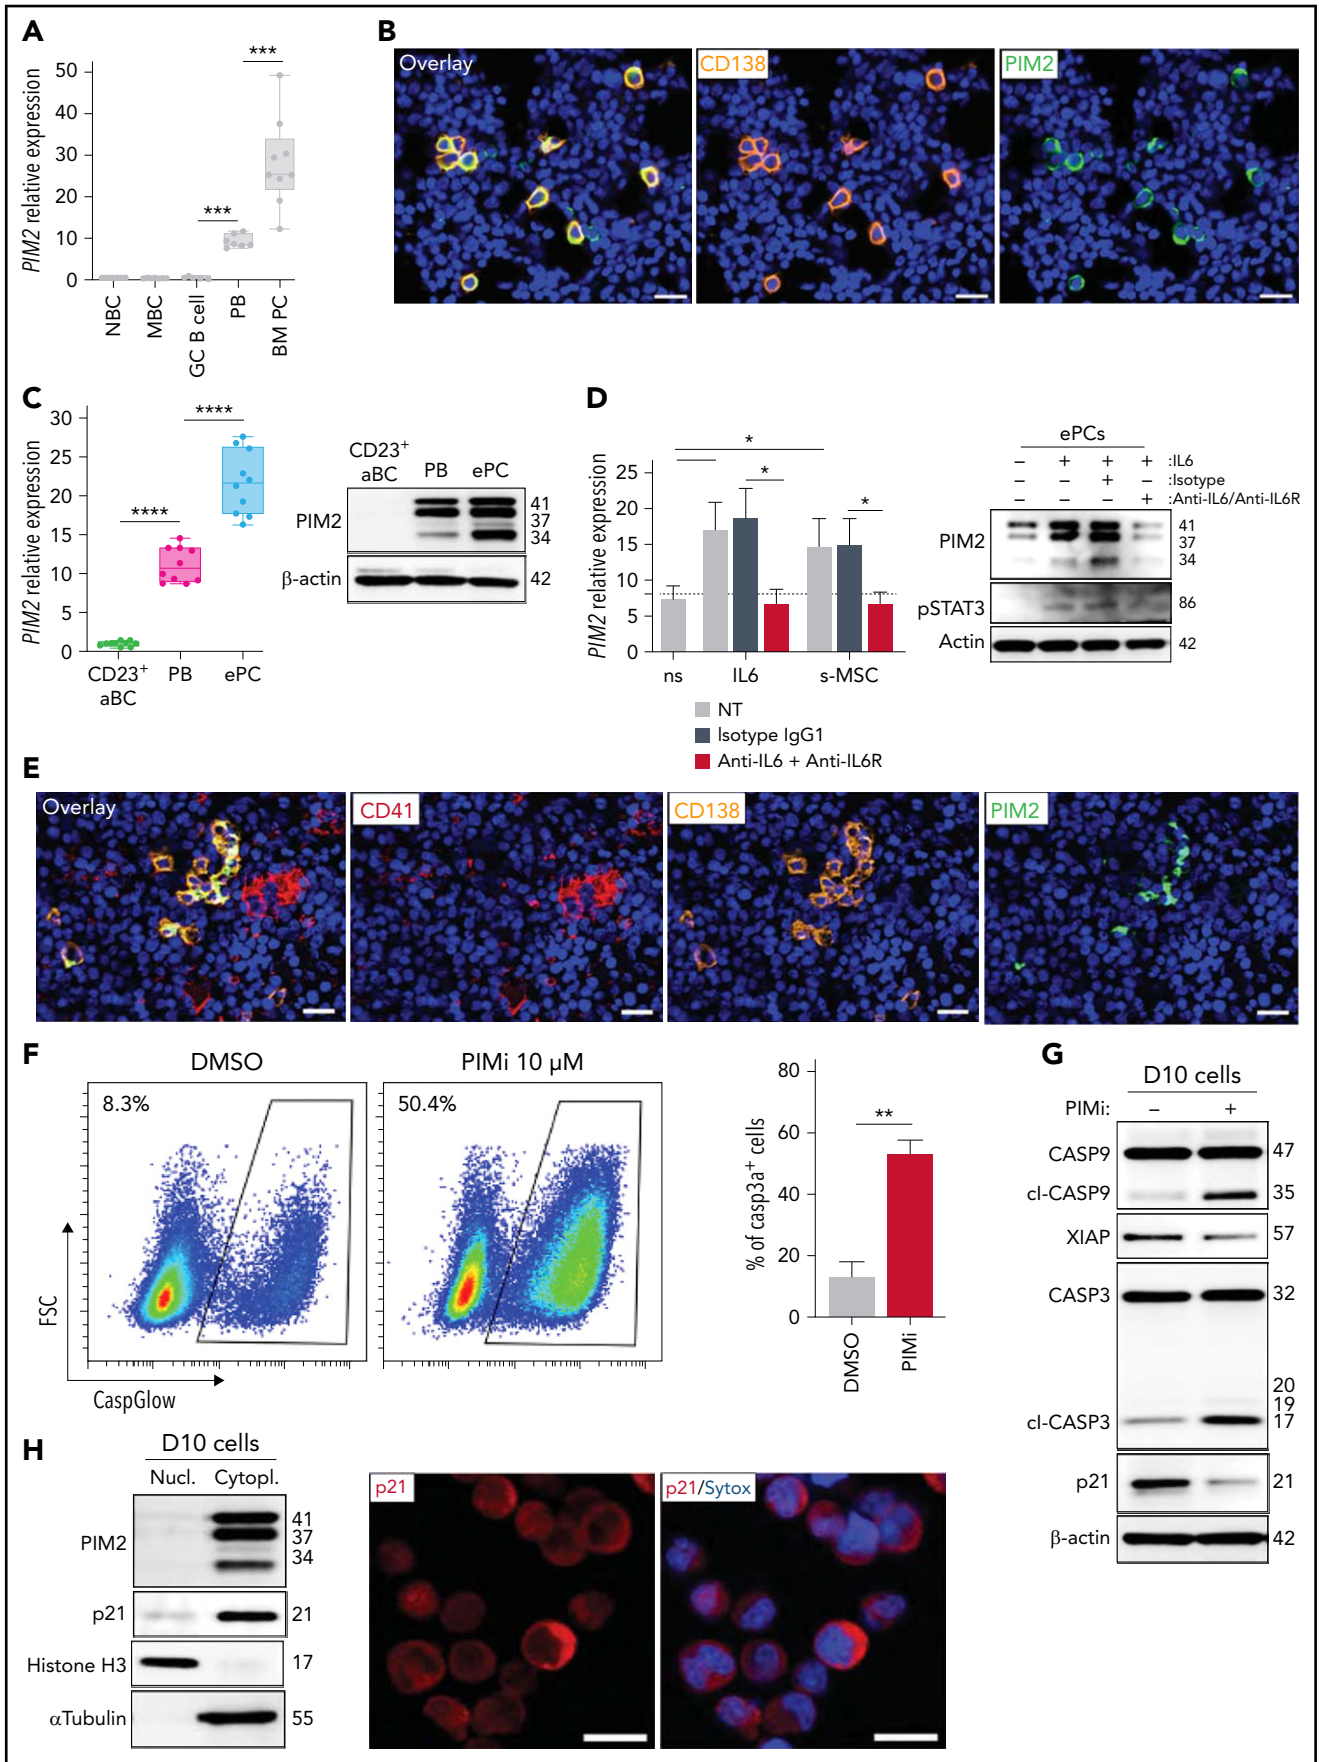 A
PIM2 relative expression
50
40
30
20
10
0
***
***
NBC
MBC
GC B cell
PB
BM PC
B
Overlay
CD138
PIM2
C
PIM2 relative expression
30
25
20
15
10
5
0
****
****
CD23+ aBC
PB
ePC
CD23+
aBC
PB
ePC
PIM2
41
37
34
β-actin
42
D
PIM2 relative expression
25
20
15
10
5
0
*
*
*
ns
IL6
s-MSC
NT
Isotype IgG1
Anti-IL6 + Anti-IL6R
ePCs
– + + + :IL6
– – + :Isotype
– – + :Anti-IL6/Anti-IL6R
PIM2
41
37
34
pSTAT3
86
Actin
42
E
Overlay
CD41
CD138
PIM2
F
DMSO
8.3%
PIMi 10 µM
50.4%
FSC
CaspGlow
% of casp3a+ cells
80
60
40
20
0
**
DMSO
PIMi
G
D10 cells
PIMi: – +
CASP9 47
cl-CASP9 35
XIAP 57
CASP3 32
20
19
cl-CASP3 17
p21 21
β-actin 42
H
D10 cells
Nucl. Cytopl.
PIM2
41
37
34
p21 21
Histone H3 17
αTubulin 55
p21
p21/Sytox